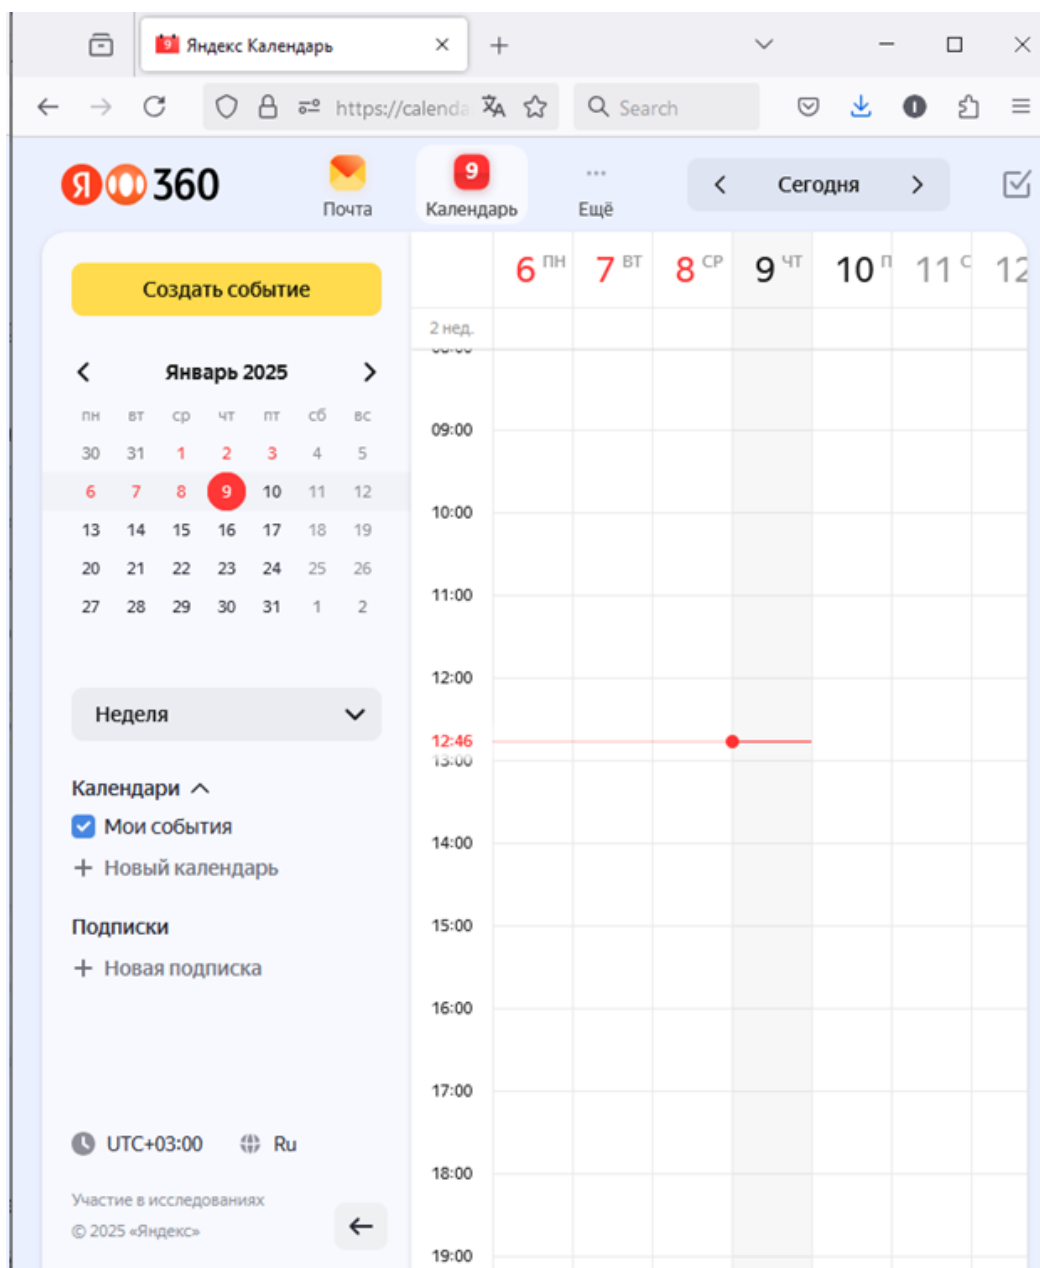 9 Яндекс Календарь
https://calenda
Search
Я 360
Почта
9
Календарь
Ещё
Сегодня
Создать событие
Январь 2025
пн вт ср чт пт сб вс
30 31 1 2 3 4 5
6 7 8 9 10 11 12
13 14 15 16 17 18 19
20 21 22 23 24 25 26
27 28 29 30 31 1 2
Неделя
Календари
Мои события
+ Новый календарь
Подписки
+ Новая подписка
UTC+03:00 Ru
Участие в исследованиях
© 2025 «Яндекс»
6 ПН 7 ВТ 8 СР 9 ЧТ 10 П 11 С 12
2 нед.
09:00
10:00
11:00
12:00
12:46
13:00
14:00
15:00
16:00
17:00
18:00
19:00